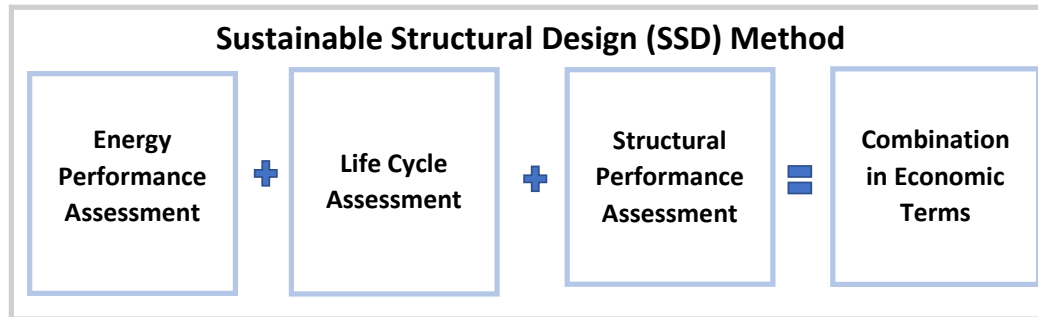 Sustainable Structural Design (SSD) Method
Energy
Performance
Assessment
+
Life Cycle
Assessment
+
Structural
Performance
Assessment
=
Combination
in Economic
Terms